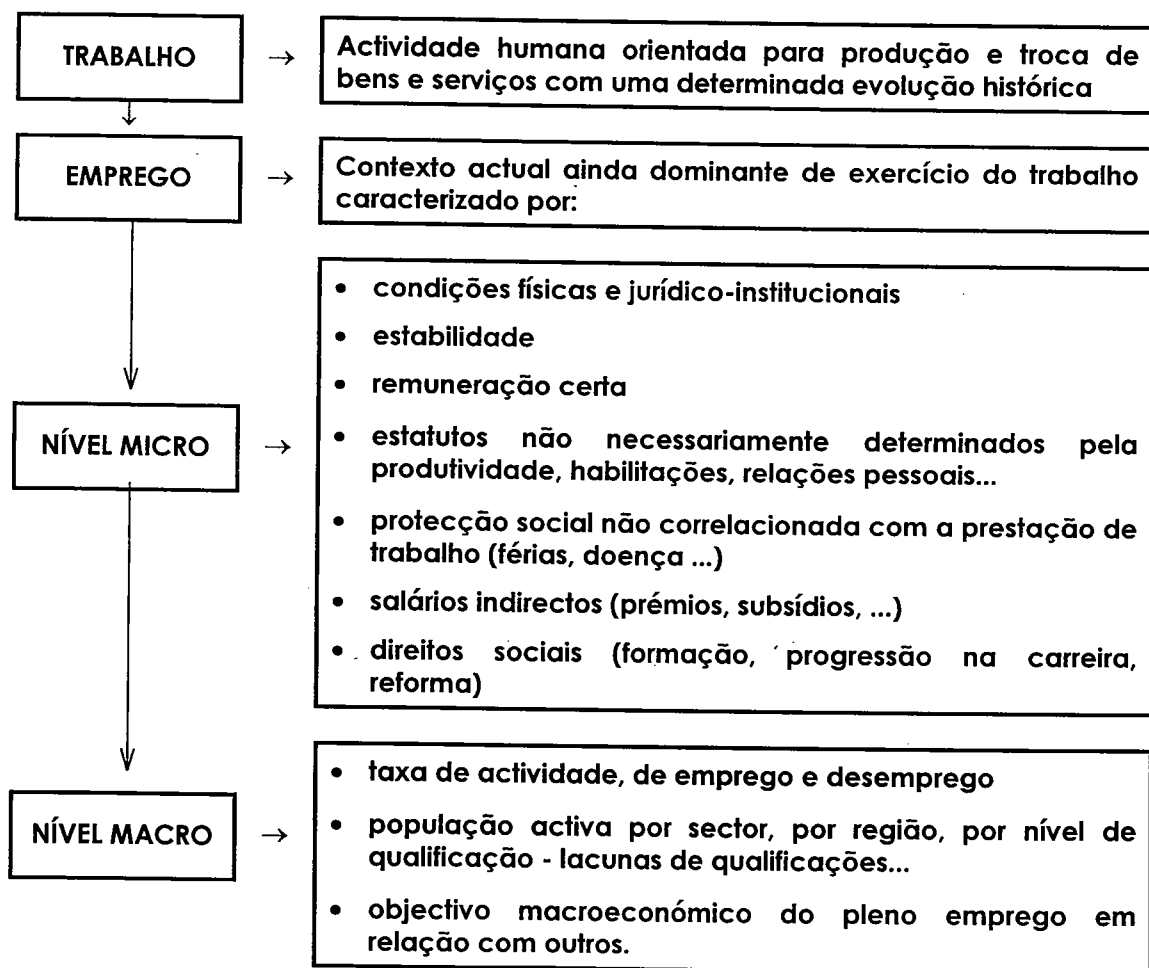 TRABALHO
→
Actividade humana orientada para produção e troca de
bens e serviços com uma determinada evolução histórica
↓
EMPREGO
→
Contexto actual ainda dominante de exercício do trabalho
caracterizado por:
• condições físicas e jurídico-institucionais
• estabilidade
• remuneração certa
NÍVEL MICRO
→
• estatutos não necessariamente determinados pela
produtividade, habilitações, relações pessoais...
• protecção social não correlacionada com a prestação de
trabalho (férias, doença ...)
• salários indirectos (prémios, subsídios, ...)
• direitos sociais (formação, progressão na carreira,
reforma)
NÍVEL MACRO
→
• taxa de actividade, de emprego e desemprego
• população activa por sector, por região, por nível de
qualificação - lacunas de qualificações...
• objectivo macroeconómico do pleno emprego em
relação com outros.